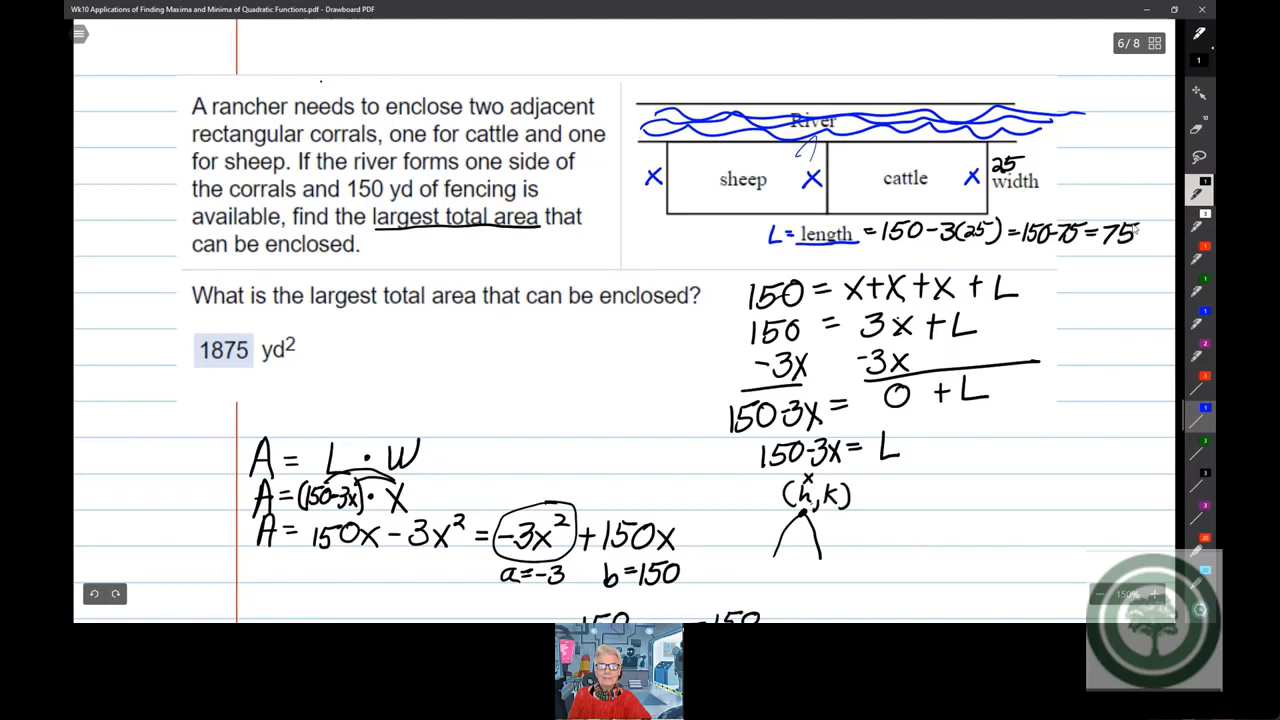 Wk10 Applications of Finding Maxima and Minima of Quadratic Functions.pdf - Drawboard PDF
6 / 8
A rancher needs to enclose two adjacent
rectangular corrals, one for cattle and one
for sheep. If the river forms one side of
the corrals and 150 yd of fencing is
available, find the largest total area that
can be enclosed.
River
X sheep X cattle X 25
width
L = length = 150 - 3(25) = 150-75 = 75
What is the largest total area that can be enclosed?
1875 yd²
150 = x+x+x + L
150 = 3x + L
-3x -3x
150-3x = 0 + L
150-3x = L
A = L · W
A = (150-3x) · X
A = 150x - 3x² = -3x² + 150x
a=-3 b=150
x
(h, k)
150 -150
150%